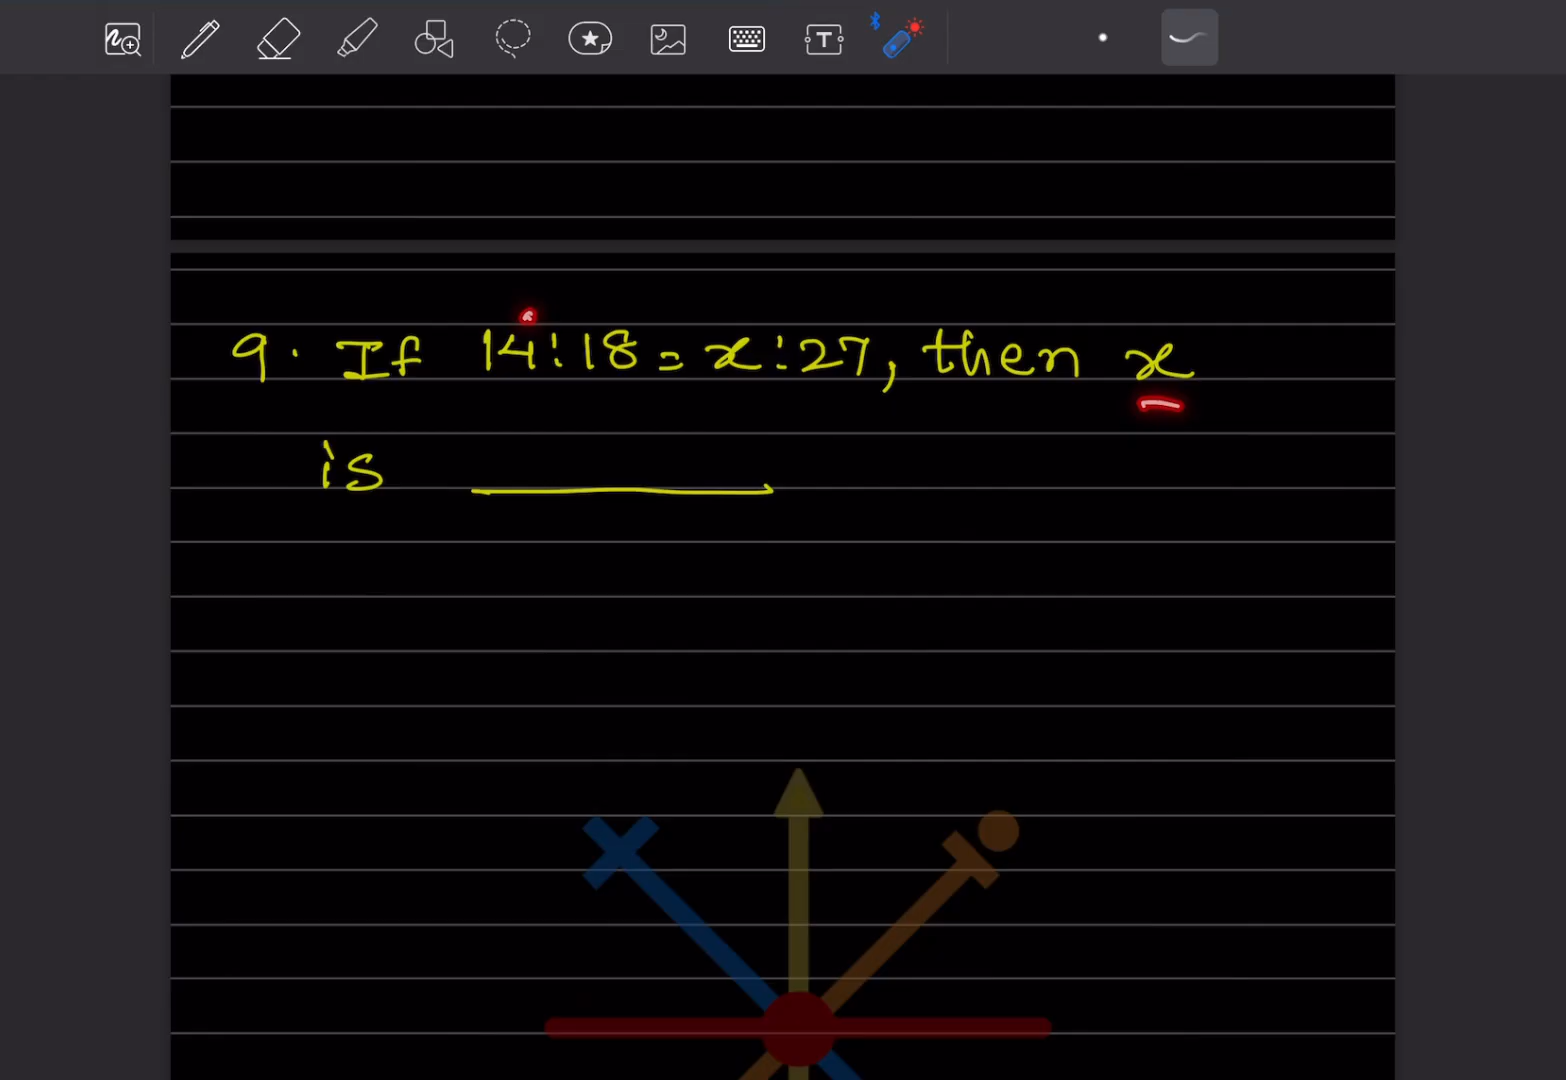 9. If 14:18 = x:27, then x
is ________